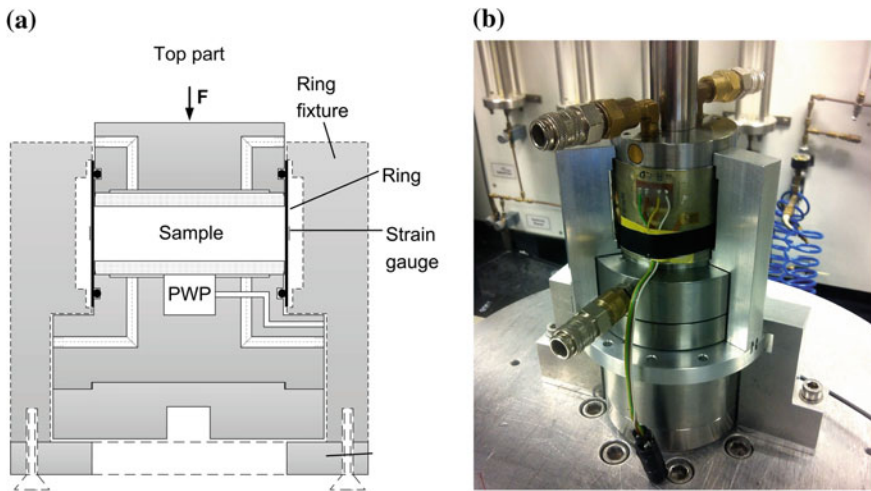 (a)
Top part
F
Ring
fixture
Ring
Sample
Strain
gauge
PWP
(b)